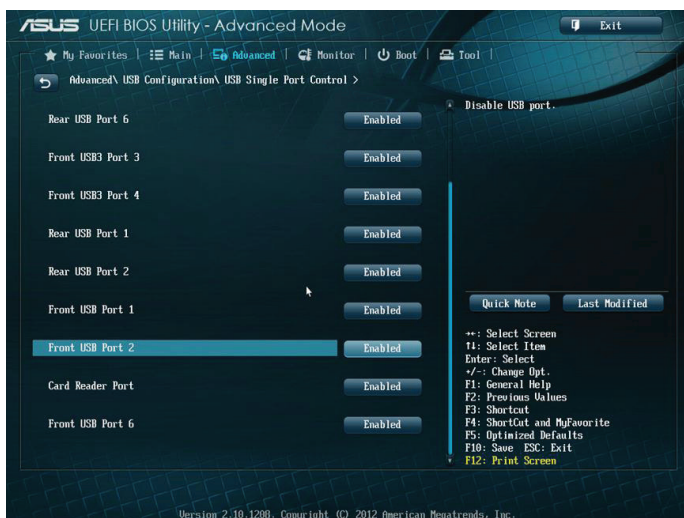 ASUS UEFI BIOS Utility - Advanced Mode
Exit
My Favorites | Main | Advanced | Monitor | Boot | Tool |
Advanced\ USB Configuration\ USB Single Port Control >
Disable USB port.
Rear USB Port 6 Enabled
Front USB3 Port 3 Enabled
Front USB3 Port 4 Enabled
Rear USB Port 1 Enabled
Rear USB Port 2 Enabled
Front USB Port 1 Enabled
Front USB Port 2 Enabled
Card Reader Port Enabled
Front USB Port 6 Enabled
Quick Note Last Modified
→←: Select Screen
↑↓: Select Item
Enter: Select
+/-: Change Opt.
F1: General Help
F2: Previous Values
F3: Shortcut
F4: ShortCut and MyFavorite
F5: Optimized Defaults
F10: Save ESC: Exit
F12: Print Screen
Version 2.10.1208. Copyright (C) 2012 American Megatrends, Inc.